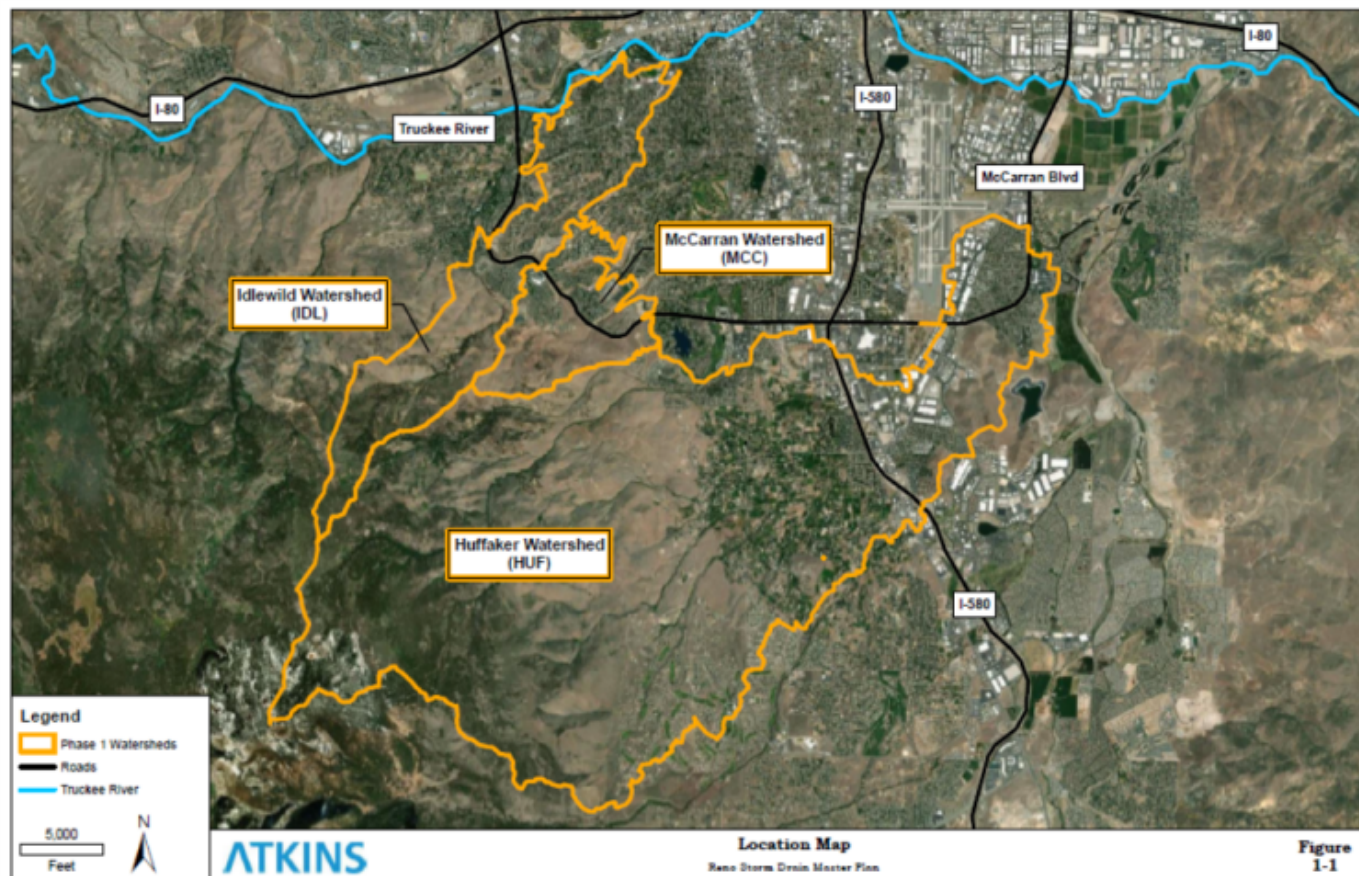 I-80
I-80
I-580
Truckee River
McCarran Blvd
McCarran Watershed
(MCC)
Idlewild Watershed
(IDL)
Huffaker Watershed
(HUF)
I-580
Legend
Phase 1 Watersheds
Roads
Truckee River
5,000
Feet
N
ATKINS
Location Map
Reno Storm Drain Master Plan
Figure
1-1